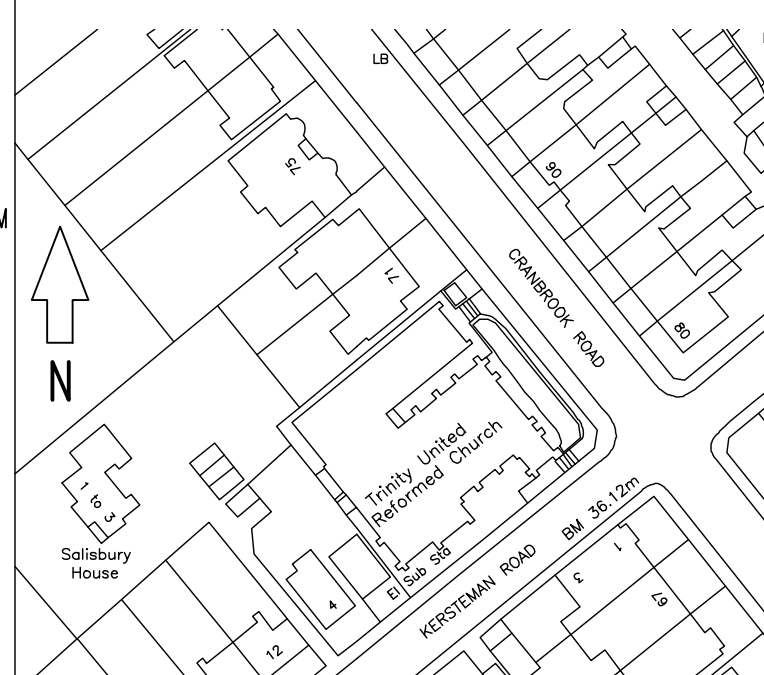 LB
75
90
M
CRANBROOK ROAD
71
80
N
Trinity United
Reformed Church
1 to 3
Salisbury
House
BM 36.12m
El Sub Sta
KERSTEMAN ROAD
1
3
67
4
12